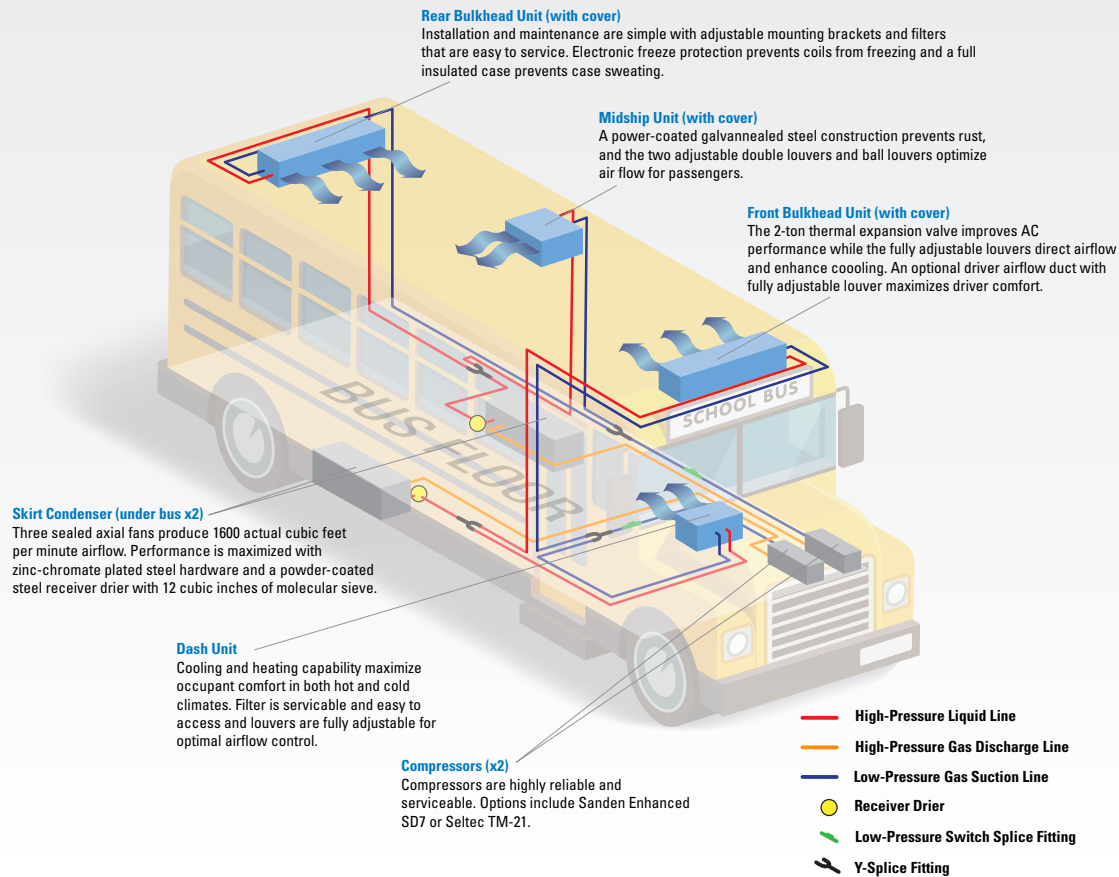 Rear Bulkhead Unit (with cover)
Installation and maintenance are simple with adjustable mounting brackets and filters
that are easy to service. Electronic freeze protection prevents coils from freezing and a full
insulated case prevents case sweating.
Midship Unit (with cover)
A power-coated galvannealed steel construction prevents rust,
and the two adjustable double louvers and ball louvers optimize
air flow for passengers.
Front Bulkhead Unit (with cover)
The 2-ton thermal expansion valve improves AC
performance while the fully adjustable louvers direct airflow
and enhance coooling. An optional driver airflow duct with
fully adjustable louver maximizes driver comfort.
SCHOOL BUS
BUS FLOOR
Skirt Condenser (under bus x2)
Three sealed axial fans produce 1600 actual cubic feet
per minute airflow. Performance is maximized with
zinc-chromate plated steel hardware and a powder-coated
steel receiver drier with 12 cubic inches of molecular sieve.
Dash Unit
Cooling and heating capability maximize
occupant comfort in both hot and cold
climates. Filter is servicable and easy to
access and louvers are fully adjustable for
optimal airflow control.
Compressors (x2)
Compressors are highly reliable and
serviceable. Options include Sanden Enhanced
SD7 or Seltec TM-21.
High-Pressure Liquid Line
High-Pressure Gas Discharge Line
Low-Pressure Gas Suction Line
Receiver Drier
Low-Pressure Switch Splice Fitting
Y-Splice Fitting